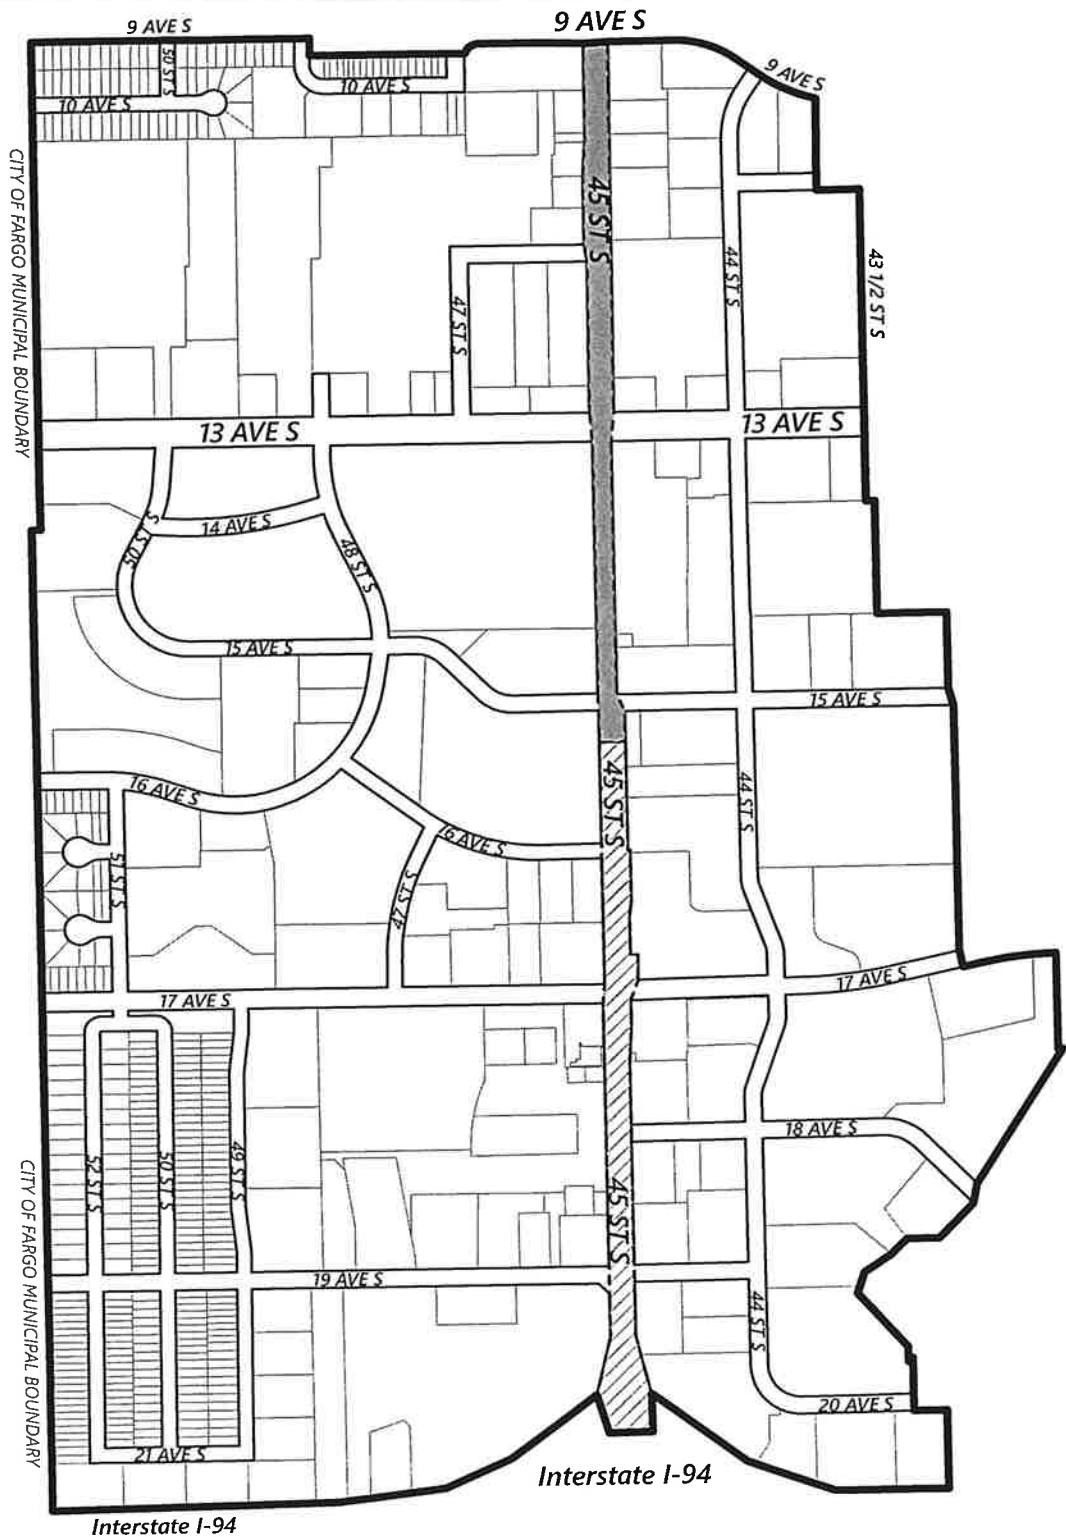 9 AVE S
9 AVE S
9 AVE S
50 ST S
10 AVE S
10 AVE S
CITY OF FARGO MUNICIPAL BOUNDARY
45 ST S
44 ST S
43 1/2 ST S
47 ST S
13 AVE S
13 AVE S
50 ST S
14 AVE S
48 ST S
15 AVE S
15 AVE S
16 AVE S
45 ST S
44 ST S
6 AVE S
51 ST S
47 ST S
17 AVE S
17 AVE S
18 AVE S
CITY OF FARGO MUNICIPAL BOUNDARY
52 ST S
50 ST S
49 ST S
45 ST S
19 AVE S
44 ST S
20 AVE S
21 AVE S
Interstate I-94
Interstate I-94